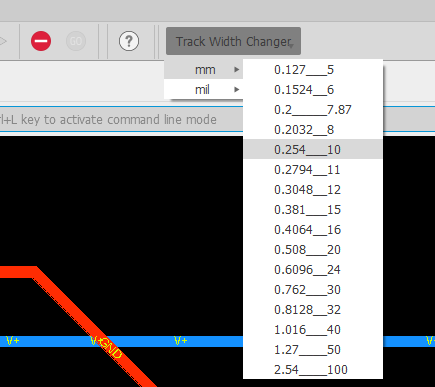 GO
?
Track Width Changer,
mm
mil
0.127___5
0.1524__6
0.2_____7.87
0.2032__8
0.254___10
0.2794__11
0.3048__12
0.381___15
0.4064__16
0.508___20
0.6096__24
0.762___30
0.8128__32
1.016___40
1.27____50
2.54____100
rl+L key to activate command line mode
V+
V+
GND
V+
V+